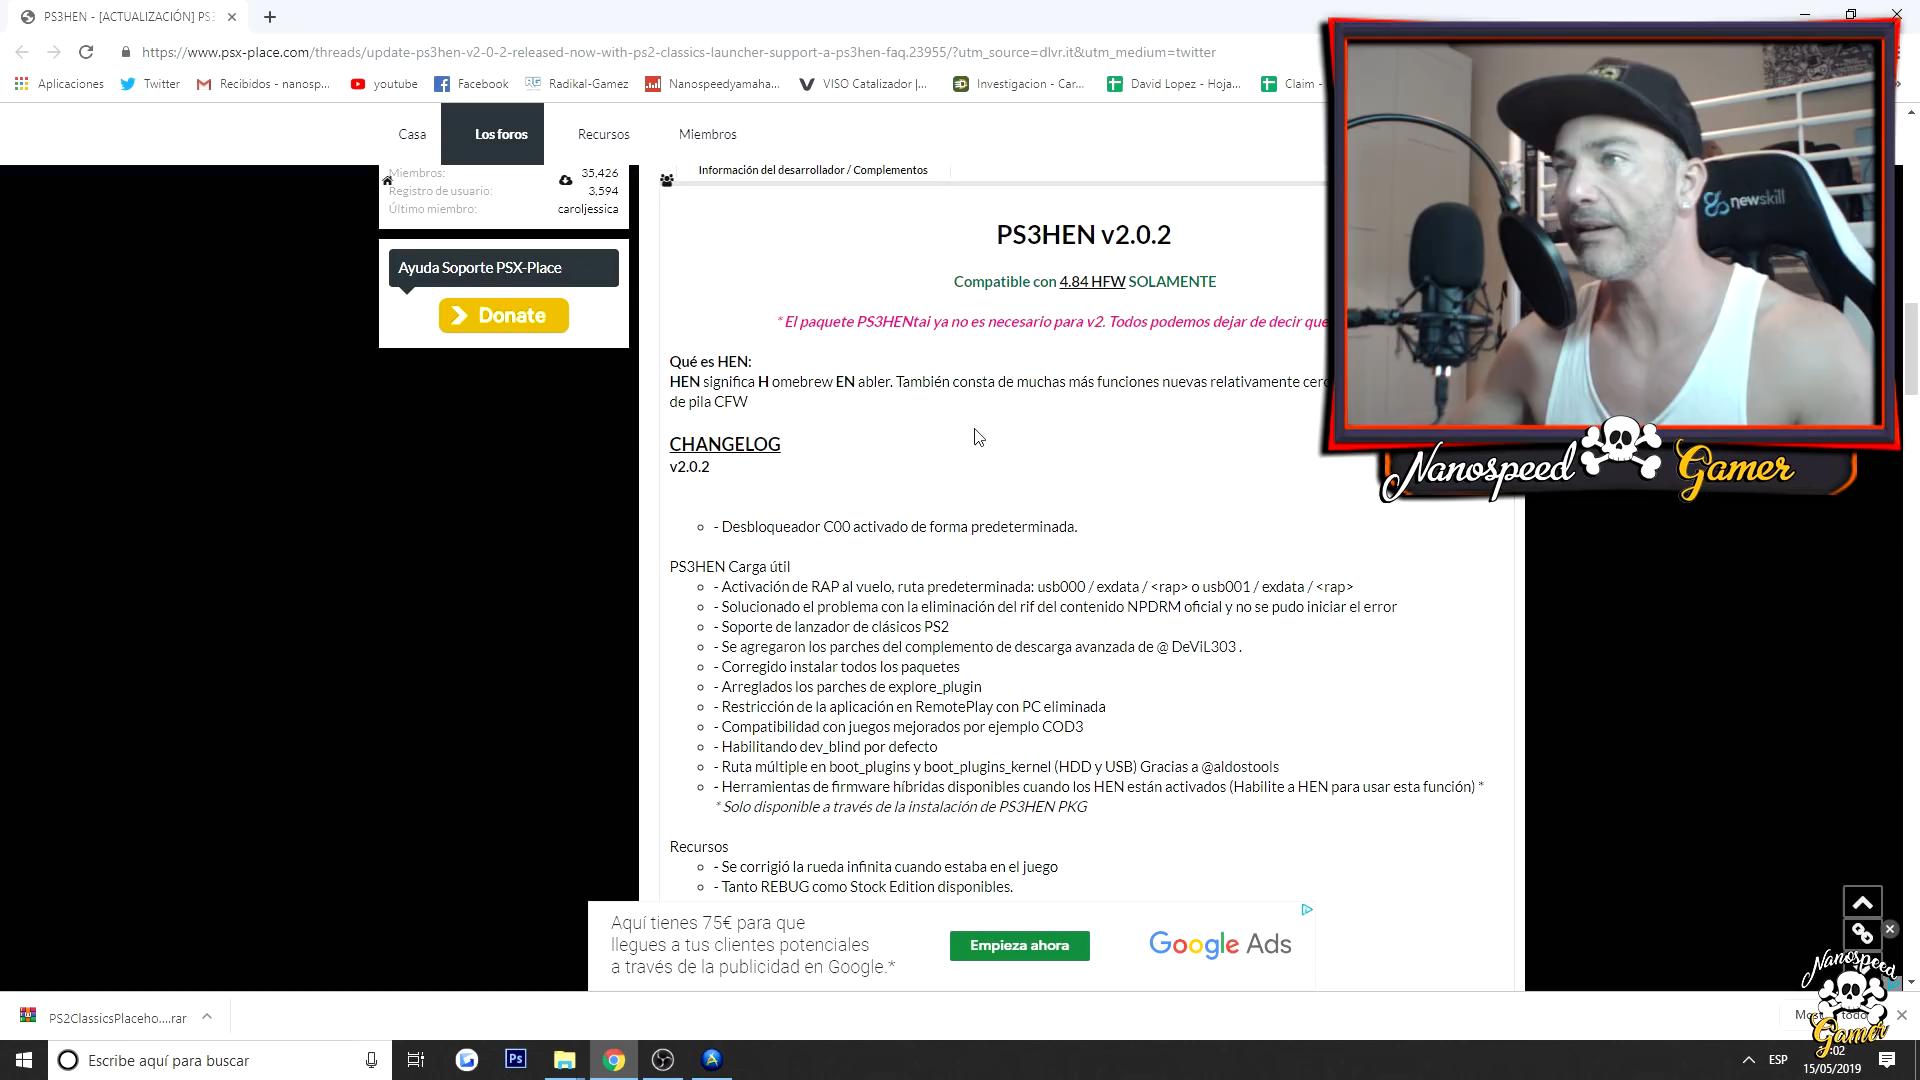 PS3HEN - [ACTUALIZACIÓN] PS3
https://www.psx-place.com/threads/update-ps3hen-v2-0-2-released-now-with-ps2-classics-launcher-support-a-ps3hen-faq.23955/?utm_source=dlvr.it&utm_medium=twitter
Aplicaciones Twitter Recibidos - nanosp... youtube Facebook Radikal-Gamez Nanospeedyamaha... VISO Catalizador |... Investigacion - Car... David Lopez - Hoja... Claim -
Casa Los foros Recursos Miembros
Miembros: 35,426
Registro de usuario: 3,594
Último miembro: caroljessica
Ayuda Soporte PSX-Place
Donate
Información del desarrollador / Complementos
PS3HEN v2.0.2
Compatible con 4.84 HFW SOLAMENTE
* El paquete PS3HENtai ya no es necesario para v2. Todos podemos dejar de decir que
Qué es HEN:
HEN significa H omebrew EN abler. También consta de muchas más funciones nuevas relativamente
de pila CFW
CHANGELOG
v2.0.2
- Desbloqueador C00 activado de forma predeterminada.
PS3HEN Carga útil
- Activación de RAP al vuelo, ruta predeterminada: usb000 / exdata / <rap> o usb001 / exdata / <rap>
- Solucionado el problema con la eliminación del rif del contenido NPDRM oficial y no se pudo iniciar el error
- Soporte de lanzador de clásicos PS2
- Se agregaron los parches del complemento de descarga avanzada de @ DeViL303 .
- Corregido instalar todos los paquetes
- Arreglados los parches de explore_plugin
- Restricción de la aplicación en RemotePlay con PC eliminada
- Compatibilidad con juegos mejorados por ejemplo COD3
- Habilitando dev_blind por defecto
- Ruta múltiple en boot_plugins y boot_plugins_kernel (HDD y USB) Gracias a @aldostools
- Herramientas de firmware híbridas disponibles cuando los HEN están activados (Habilite a HEN para usar esta función) *
* Solo disponible a través de la instalación de PS3HEN PKG
Recursos
- Se corrigió la rueda infinita cuando estaba en el juego
- Tanto REBUG como Stock Edition disponibles.
Aquí tienes 75€ para que
llegues a tus clientes potenciales
a través de la publicidad en Google.*
Empieza ahora
Google Ads
newskill
Nanospeed Gamer
Nanospeed
Gamer
PS2ClassicsPlaceho....rar
Escribe aquí para buscar
Ps
ESP
15/05/2019